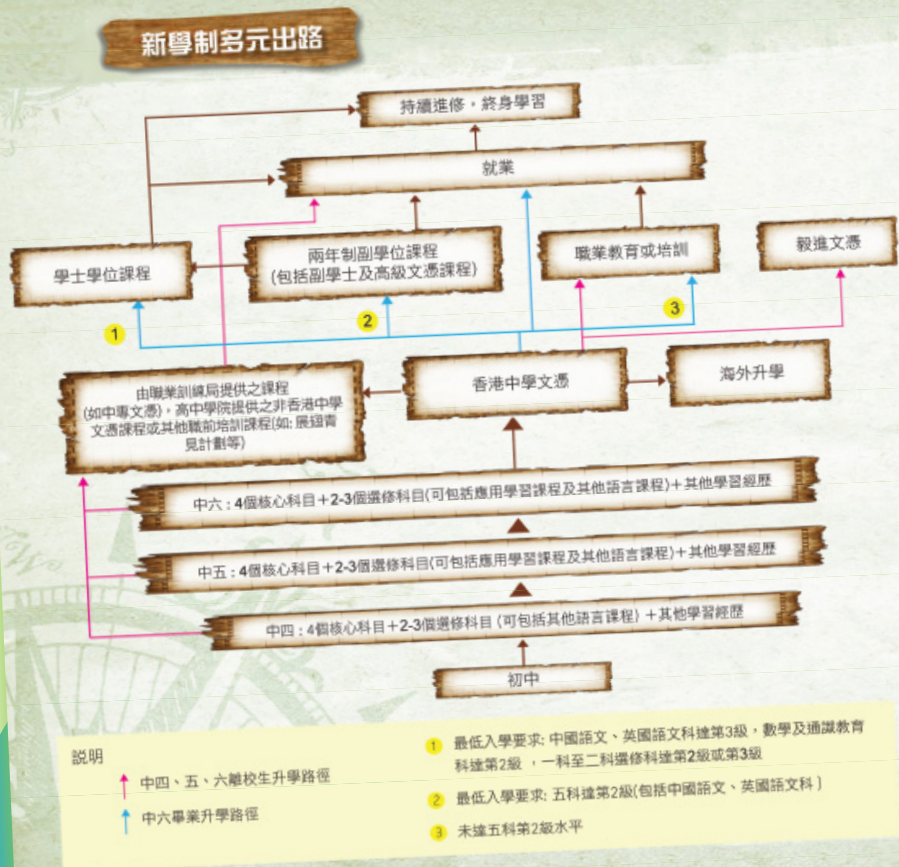 新學制多元出路
持續進修，終身學習
就業
學士學位課程
兩年制副學位課程
(包括副學士及高級文憑課程)
職業教育或培訓
毅進文憑
1
2
3
由職業訓練局提供之課程
(如中專文憑)，高中學院提供之非香港中學
文憑課程或其他職前培訓課程(如: 展翅青
見計劃等)
香港中學文憑
海外升學
中六 : 4個核心科目＋2-3個選修科目(可包括應用學習課程及其他語言課程)＋其他學習經歷
中五 : 4個核心科目＋2-3個選修科目(可包括應用學習課程及其他語言課程)＋其他學習經歷
中四 : 4個核心科目＋2-3個選修科目 (可包括其他語言課程) ＋其他學習經歷
初中
説明
中四、五、六離校生升學路徑
中六畢業升學路徑
1 最低入學要求: 中國語文、英國語文科達第3級，數學及通識教育
科達第2級 ，一科至二科選修科達第2級或第3級
2 最低入學要求: 五科達第2級(包括中國語文、英國語文科 )
3 未達五科第2級水平